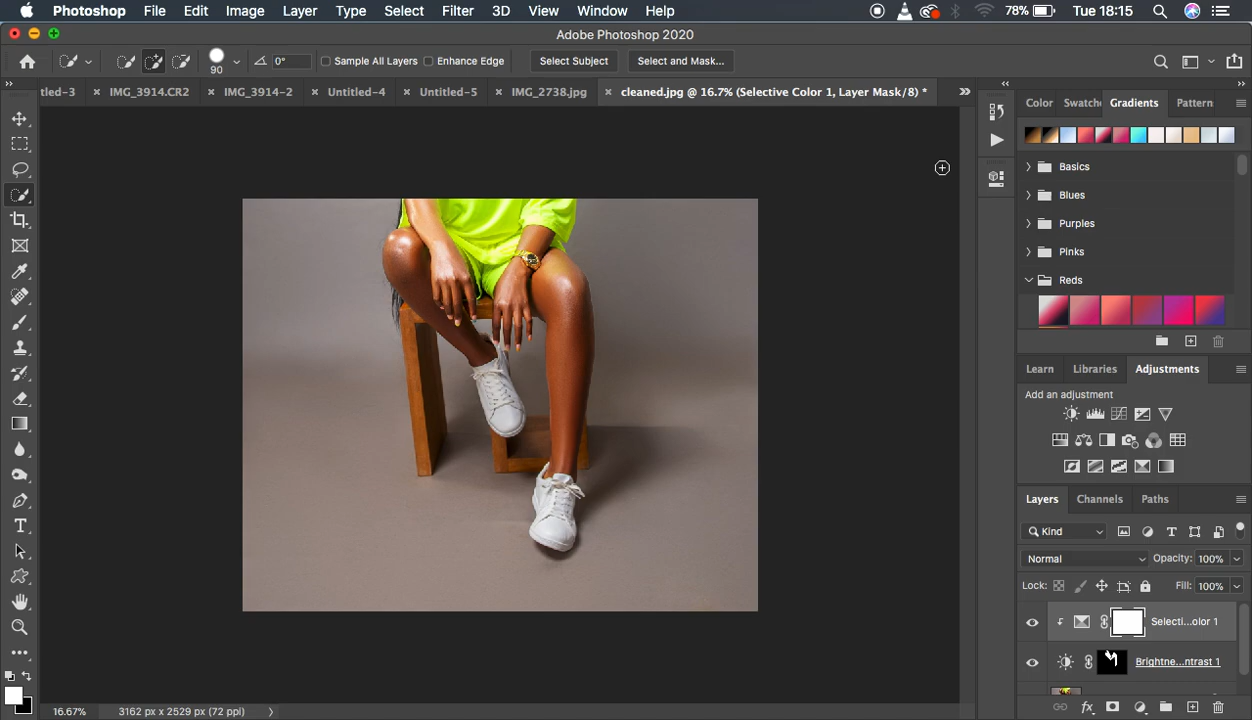 Photoshop File Edit Image Layer Type Select Filter 3D View Window Help 78% Tue 18:15
Adobe Photoshop 2020
90 0° Sample All Layers Enhance Edge Select Subject Select and Mask...
tled-3 × IMG_3914.CR2 × IMG_3914-2 × Untitled-4 × Untitled-5 × IMG_2738.jpg × cleaned.jpg @ 16.7% (Selective Color 1, Layer Mask/8) *
Color Swatche Gradients Pattern
Basics
Blues
Purples
Pinks
Reds
Learn Libraries Adjustments
Add an adjustment
Layers Channels Paths
Kind
Normal Opacity: 100%
Lock: Fill: 100%
Selecti...olor 1
Brightne...ntrast 1
fx
16.67% 3162 px x 2529 px (72 ppi)